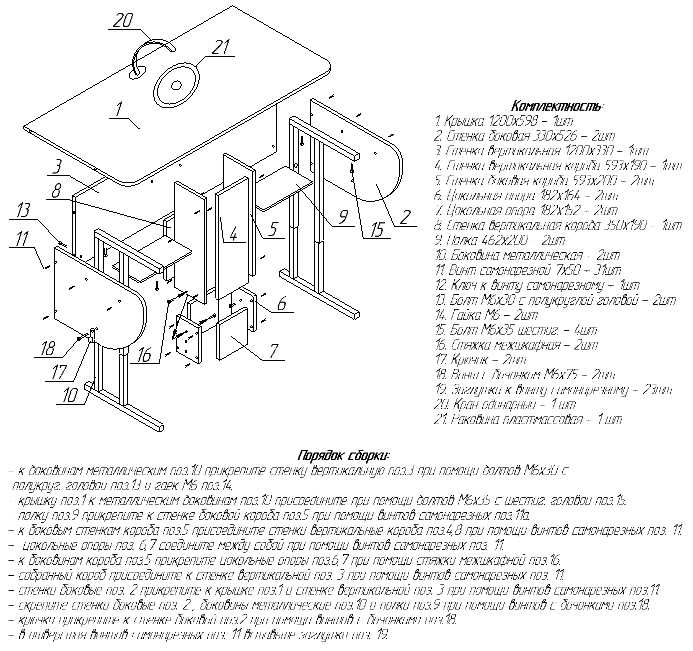 20
21
1
3
8
13
11
4
5
9
15
2
16
6
7
18
17
10
Комплектность:
1. Крышка 1200х598 - 1шт
2. Стенка боковая 330х526 - 2шт
3. Стенка вертикальная 1200х330 - 1шт
4. Стенка вертикальная короба 593х190 - 1шт
5. Стенка боковая короба 593х200 - 2шт
6. Цокольная опора 182х164 - 2шт
7. Цокольная опора 182х152 - 2шт
8. Стенка вертикальная короба 350х190 - 1шт
9. Полка 462х200 - 2шт
10. Боковина металлическая - 2шт
11. Винт самонарезной 7х50 - 31шт
12. Ключ к винту самонарезному - 1шт
13. Болт М6х30 с полукруглой головой - 2шт
14. Гайка М6 - 2шт
15. Болт М6х35 шестиг. - 4шт
16. Стяжка межшкафная - 2шт
17. Крючок - 2шт
18. Винт с бочонком М6х75 - 2шт
19. Заглушки к винту самонарезному - 23шт
20. Кран одинарный - 1 шт
21. Раковина пластмассовая - 1 шт
Порядок сборки:
- к боковинам металлическим поз.10 прикрепите стенку вертикальную поз.3 при помощи болтов М6х30 с
полукруг. головой поз.13 и гаек М6 поз.14.
- крышку поз.1 к металлическим боковинам поз.10 присоедините при помощи болтов М6х35 с шестиг. головой поз.15.
- полку поз.9 прикрепите к стенке боковой короба поз.5 при помощи винтов самонарезных поз.11а.
- к боковым стенкам короба поз.5 присоедините стенки вертикальные короба поз.4,8 при помощи винтов самонарезных поз. 11.
- цокольные опоры поз. 6,7 соедините между собой при помощи винтов самонарезных поз. 11.
- к боковинам короба поз.5 прикрепите цокольные опоры поз.6,7 при помощи стяжки межшкафной поз.16.
- собранный короб присоедините к стенке вертикальной поз. 3 при помощи винтов самонарезных поз. 11.
- стенки боковые поз. 2 прикрепите к крышке поз.1 и стенке вертикальной поз. 3 при помощи винтов самонарезных поз.11.
- скрепите стенки боковые поз. 2 , боковины металлические поз.10 и полки поз.9 при помощи винтов с бочонками поз.18.
- крючки прикрепите к стенке боковой поз.2 при помощи винтов с бочонками поз.18.
- в отверстия винтов самонарезных поз. 11 вставьте заглушки поз. 19.